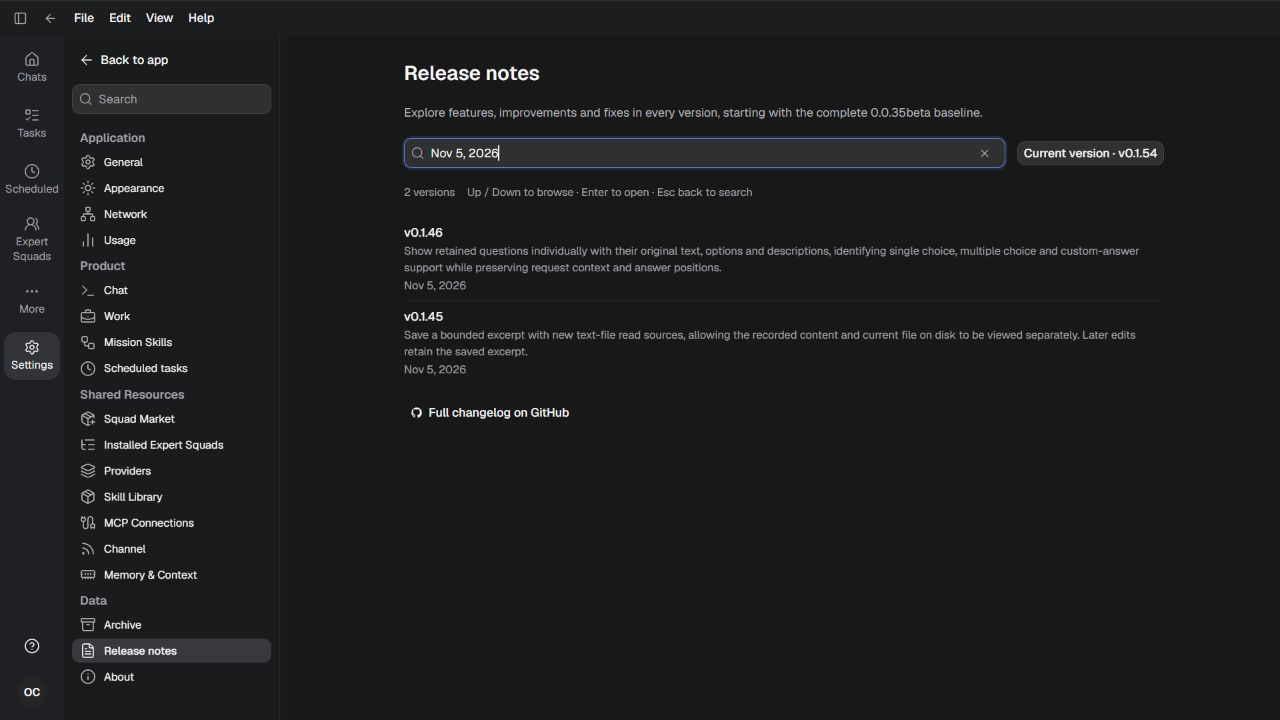 File Edit View Help
Chats
Tasks
Scheduled
Expert
Squads
More
Settings
OC
Back to app
Search
Application
General
Appearance
Network
Usage
Product
Chat
Work
Mission Skills
Scheduled tasks
Shared Resources
Squad Market
Installed Expert Squads
Providers
Skill Library
MCP Connections
Channel
Memory & Context
Data
Archive
Release notes
About
Release notes
Explore features, improvements and fixes in every version, starting with the complete 0.0.35beta baseline.
Nov 5, 2026
Current version · v0.1.54
2 versions Up / Down to browse · Enter to open · Esc back to search
v0.1.46
Show retained questions individually with their original text, options and descriptions, identifying single choice, multiple choice and custom-answer
support while preserving request context and answer positions.
Nov 5, 2026
v0.1.45
Save a bounded excerpt with new text-file read sources, allowing the recorded content and current file on disk to be viewed separately. Later edits
retain the saved excerpt.
Nov 5, 2026
Full changelog on GitHub